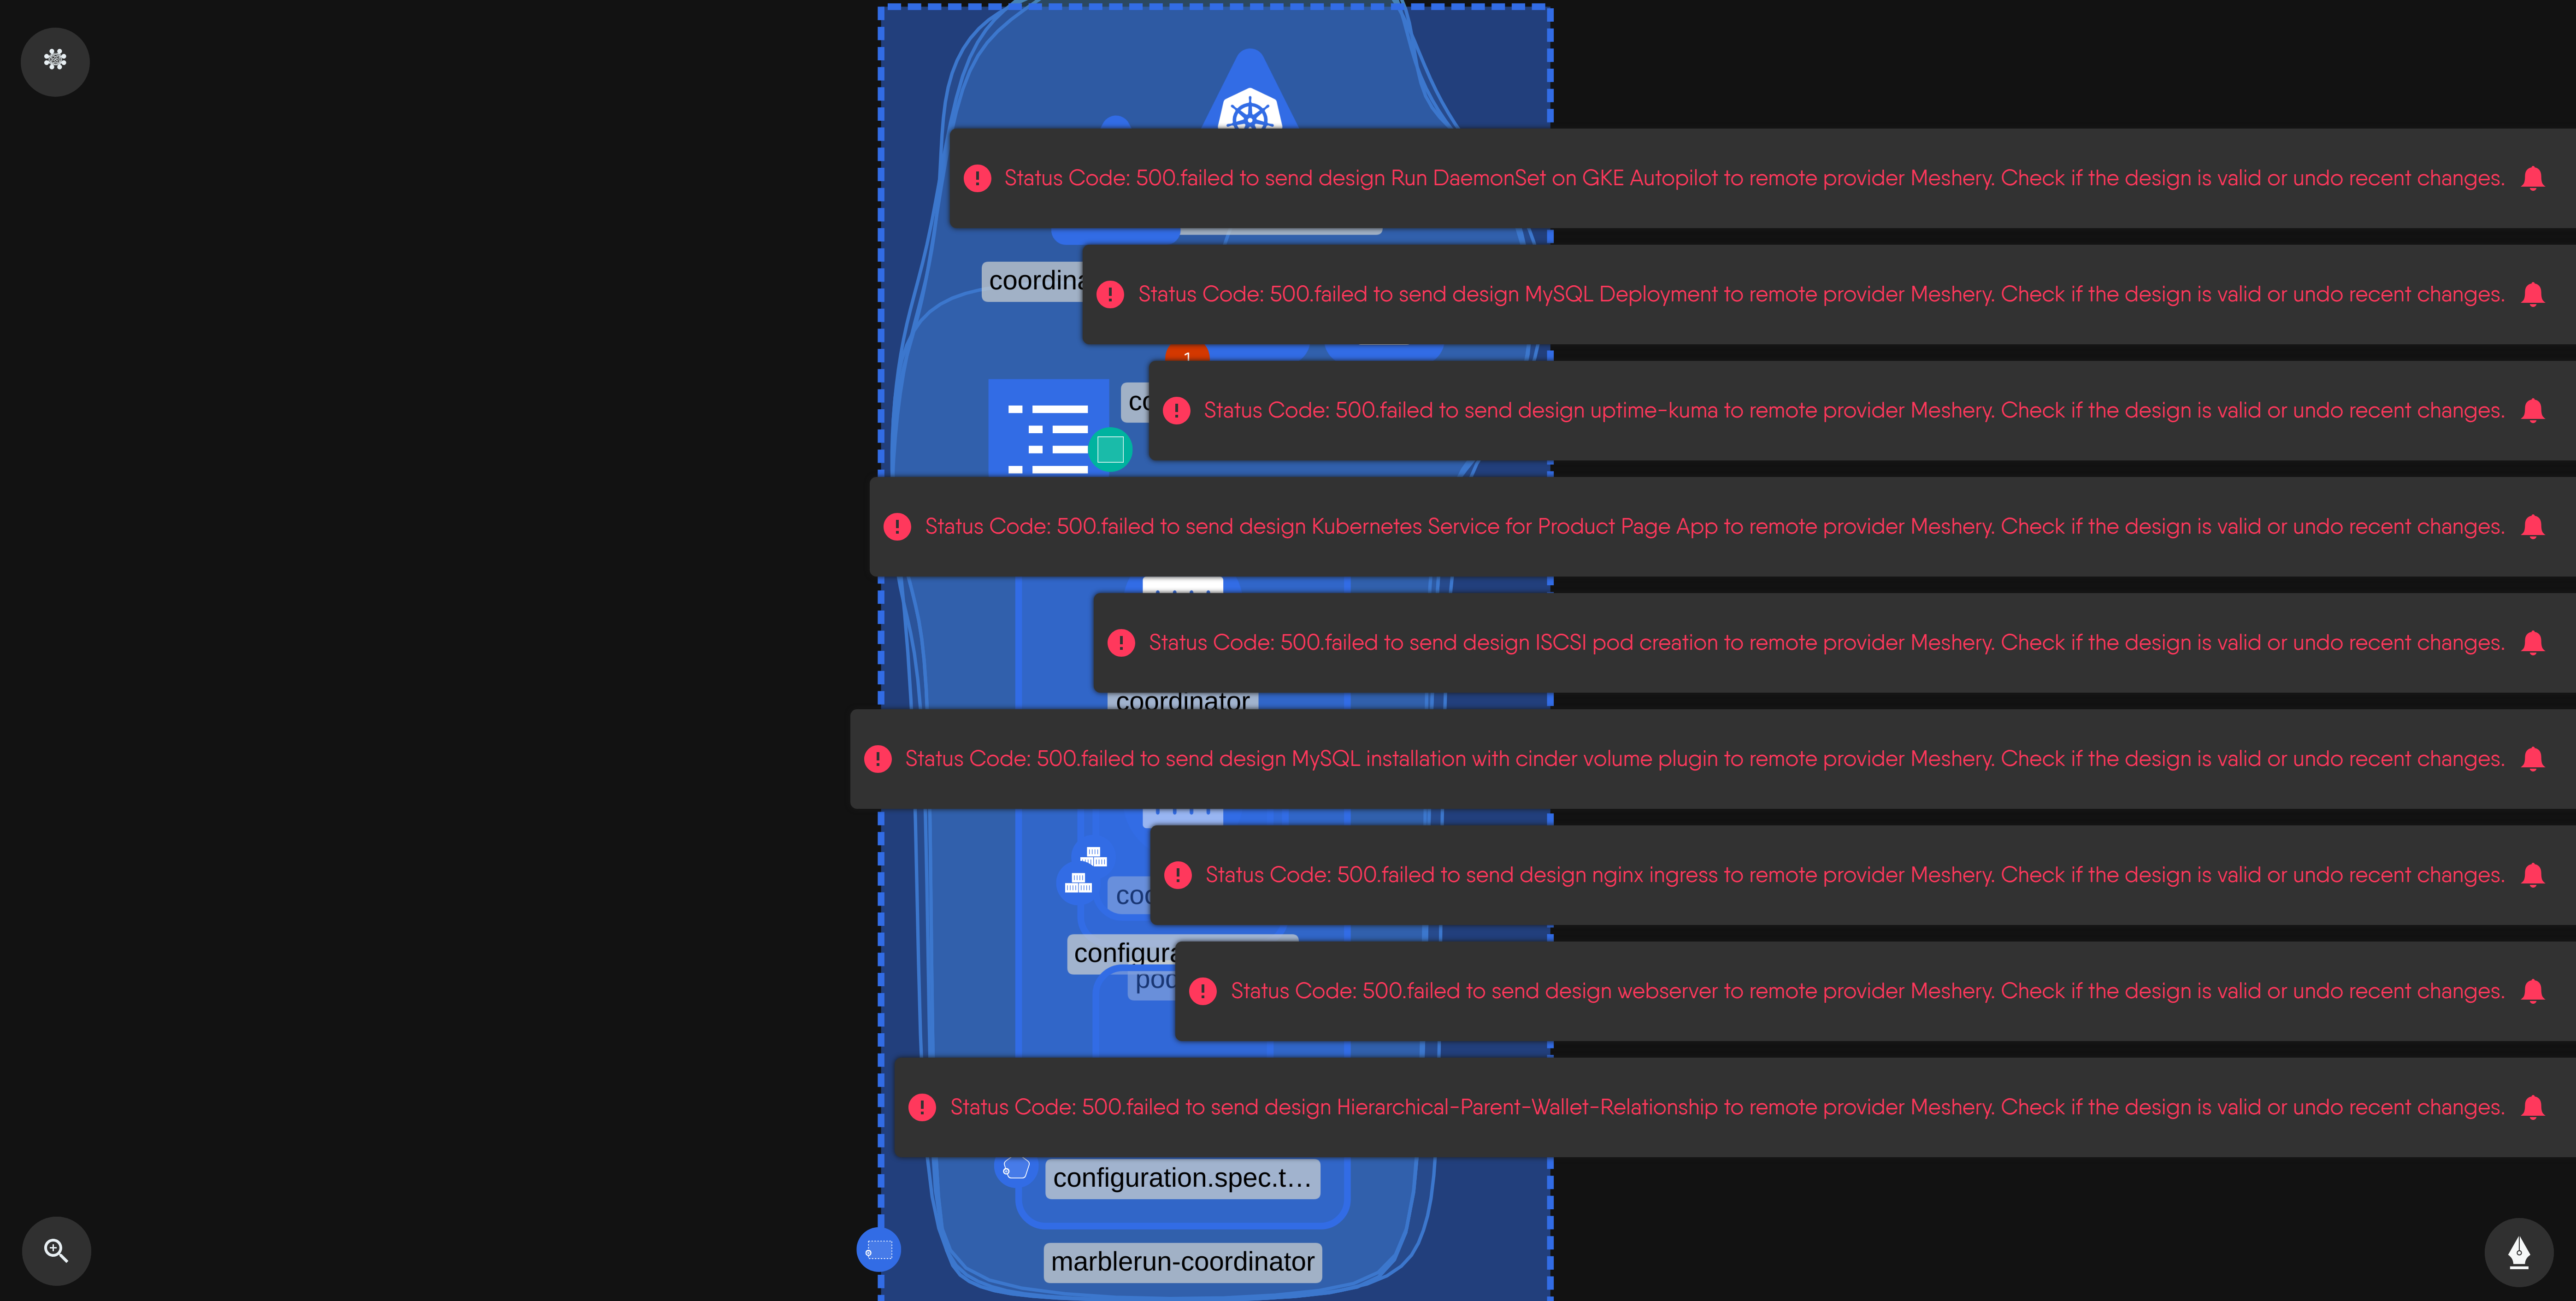 Status Code: 500.failed to send design Run DaemonSet on GKE Autopilot to remote provider Meshery. Check if the design is valid or undo recent changes.
Status Code: 500.failed to send design MySQL Deployment to remote provider Meshery. Check if the design is valid or undo recent changes.
1
Status Code: 500.failed to send design uptime-kuma to remote provider Meshery. Check if the design is valid or undo recent changes.
Status Code: 500.failed to send design Kubernetes Service for Product Page App to remote provider Meshery. Check if the design is valid or undo recent changes.
Status Code: 500.failed to send design ISCSI pod creation to remote provider Meshery. Check if the design is valid or undo recent changes.
coordinator
Status Code: 500.failed to send design MySQL installation with cinder volume plugin to remote provider Meshery. Check if the design is valid or undo recent changes.
Status Code: 500.failed to send design nginx ingress to remote provider Meshery. Check if the design is valid or undo recent changes.
Status Code: 500.failed to send design webserver to remote provider Meshery. Check if the design is valid or undo recent changes.
Status Code: 500.failed to send design Hierarchical-Parent-Wallet-Relationship to remote provider Meshery. Check if the design is valid or undo recent changes.
configuration.spec.t...
marblerun-coordinator